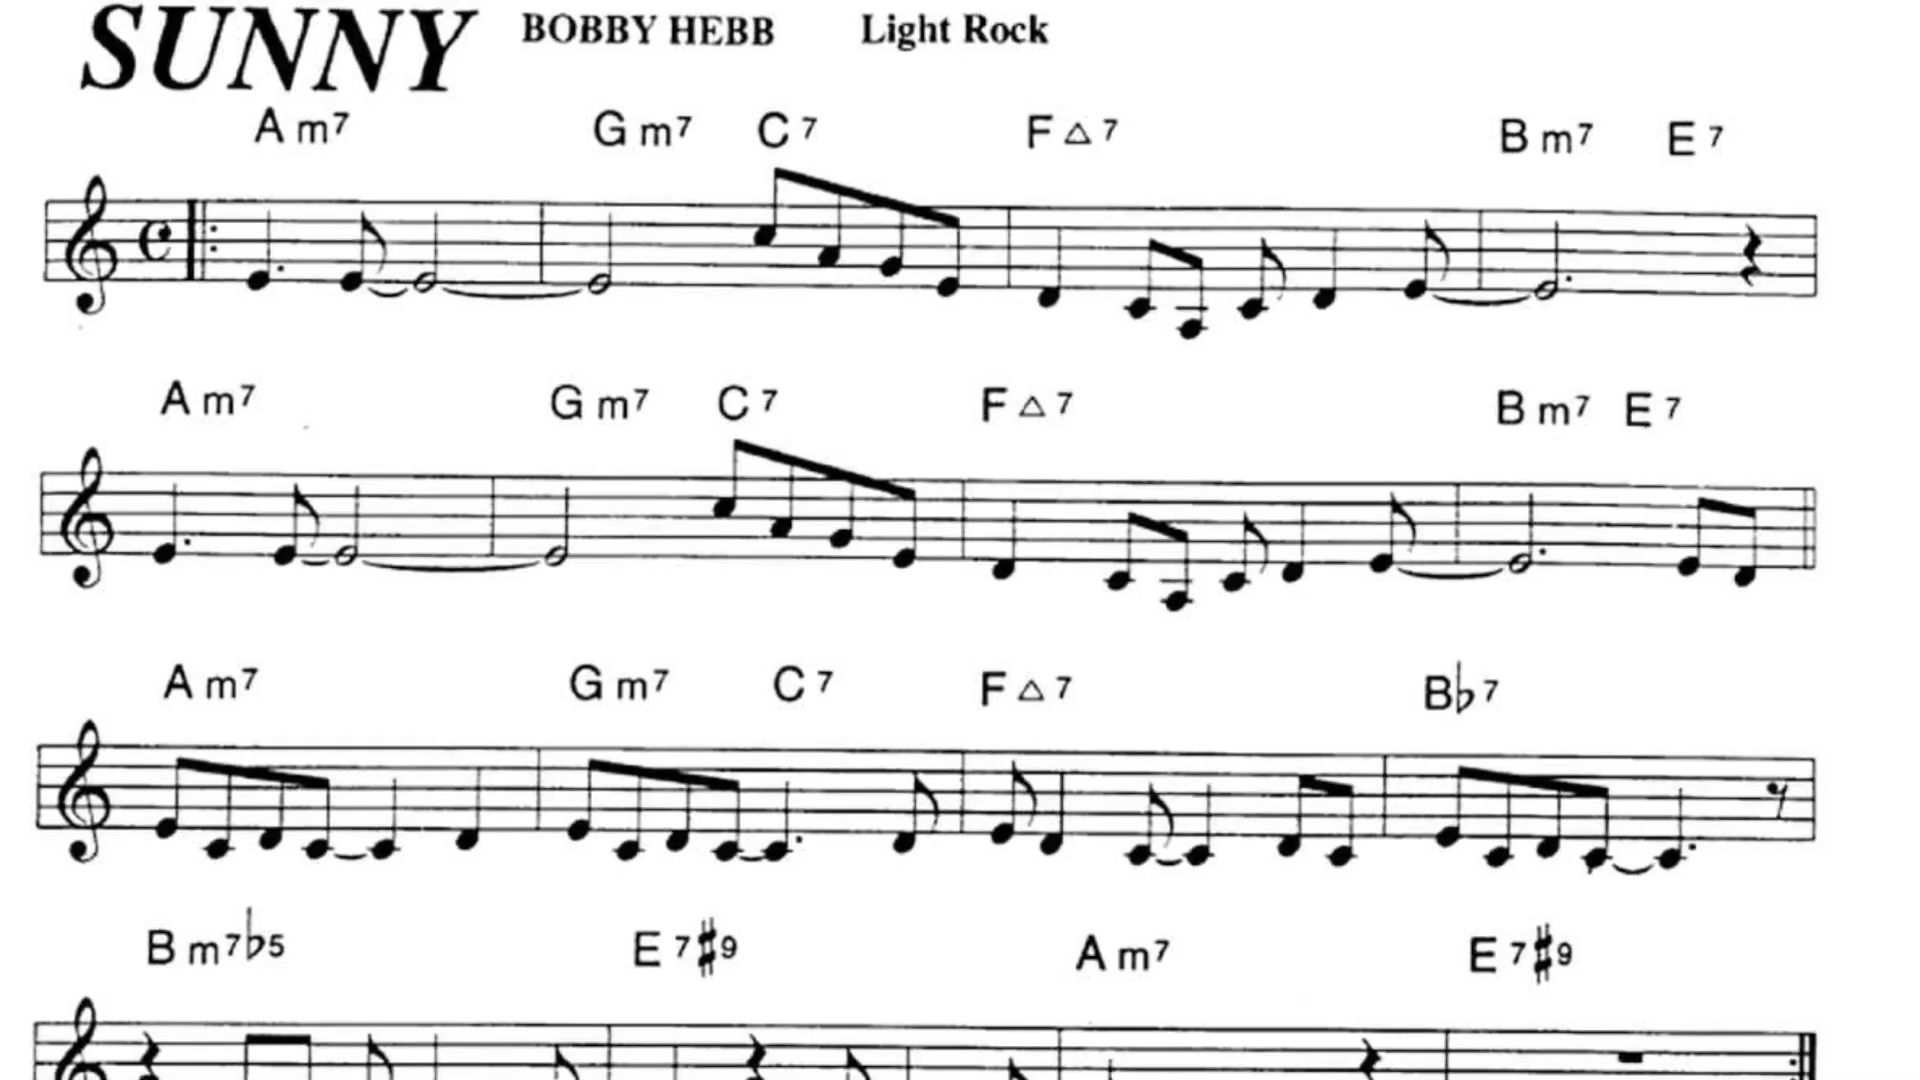 SUNNY BOBBY HEBB Light Rock
Am7 Gm7 C7 F△7 Bm7 E7
Am7 Gm7 C7 F△7 Bm7 E7
Am7 Gm7 C7 F△7 B♭7
Bm7♭5 E7♯9 Am7 E7♯9